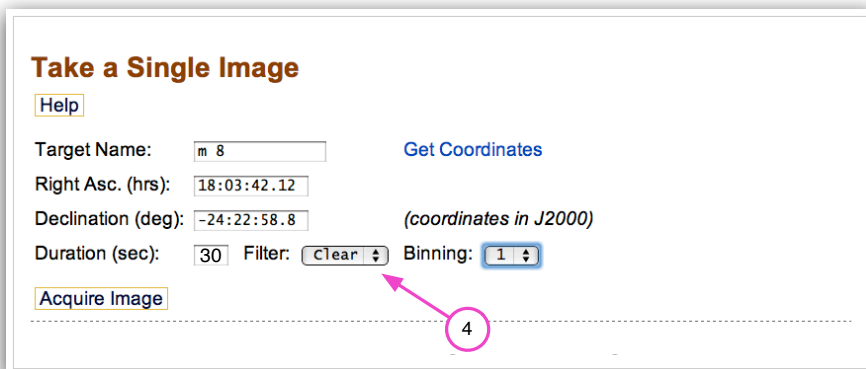 Take a Single Image
Help
Target Name: m 8 Get Coordinates
Right Asc. (hrs): 18:03:42.12
Declination (deg): -24:22:58.8 (coordinates in J2000)
Duration (sec): 30 Filter: Clear Binning: 1
Acquire Image
4